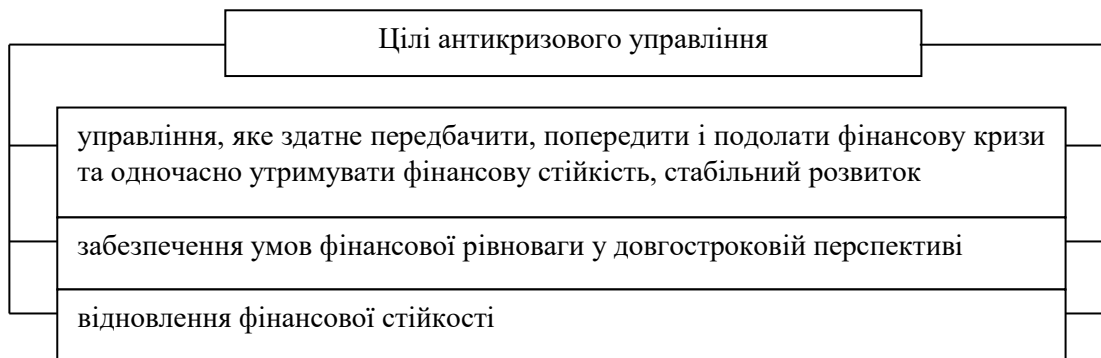 Цілі антикризового управління
управління, яке здатне передбачити, попередити і подолати фінансову кризи
та одночасно утримувати фінансову стійкість, стабільний розвиток
забезпечення умов фінансової рівноваги у довгостроковій перспективі
відновлення фінансової стійкості